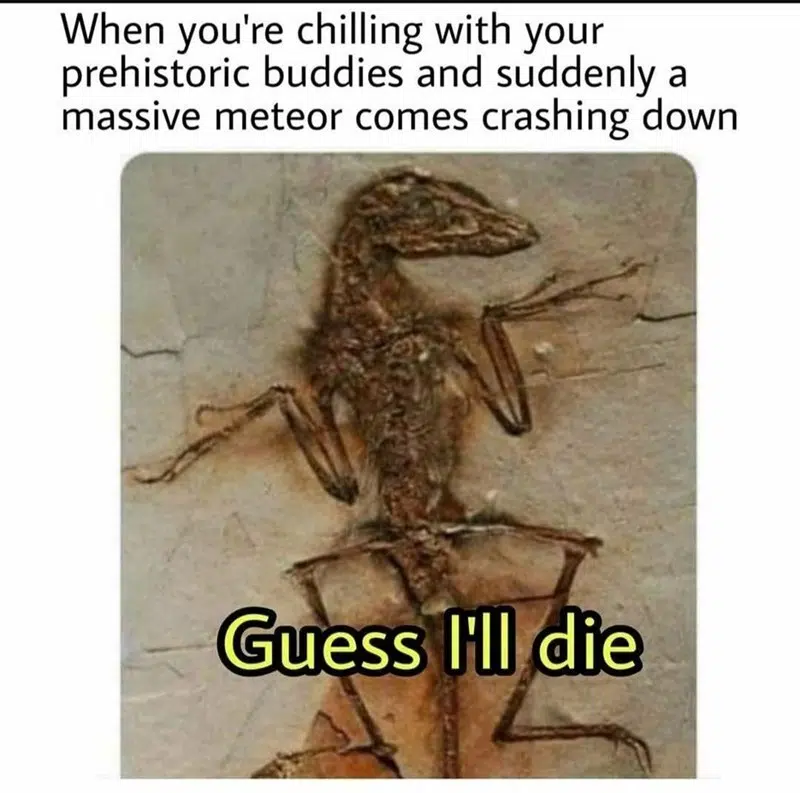 When you're chilling with your
prehistoric buddies and suddenly a
massive meteor comes crashing down
Guess I'll die